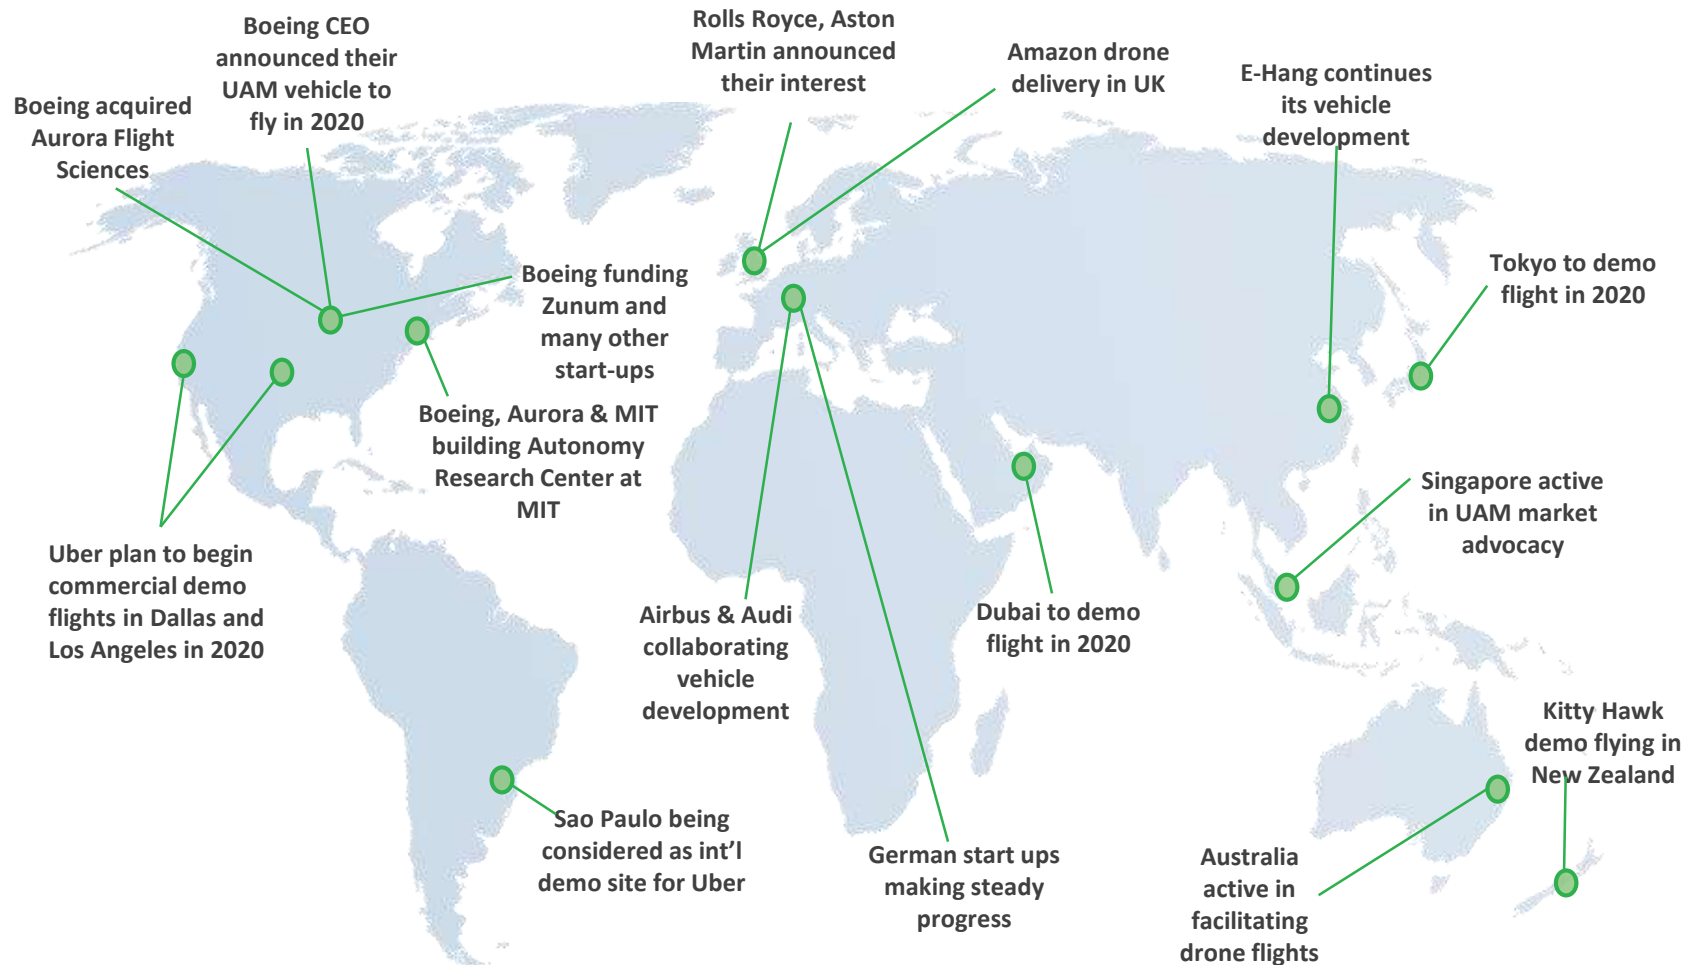 Boeing CEO
announced their
UAM vehicle to
fly in 2020
Rolls Royce, Aston
Martin announced
their interest
Amazon drone
delivery in UK
E-Hang continues
its vehicle
development
Boeing acquired
Aurora Flight
Sciences
Tokyo to demo
flight in 2020
Boeing funding
Zunum and
many other
start-ups
Boeing, Aurora & MIT
building Autonomy
Research Center at
MIT
Singapore active
in UAM market
advocacy
Uber plan to begin
commercial demo
flights in Dallas and
Los Angeles in 2020
Airbus & Audi
collaborating
vehicle
development
Dubai to demo
flight in 2020
Kitty Hawk
demo flying in
New Zealand
Sao Paulo being
considered as int’l
demo site for Uber
German start ups
making steady
progress
Australia
active in
facilitating
drone flights